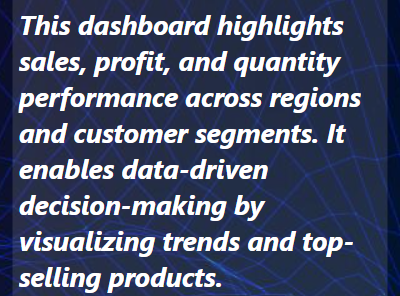 This dashboard highlights
sales, profit, and quantity
performance across regions
and customer segments. It
enables data-driven
decision-making by
visualizing trends and top-
selling products.